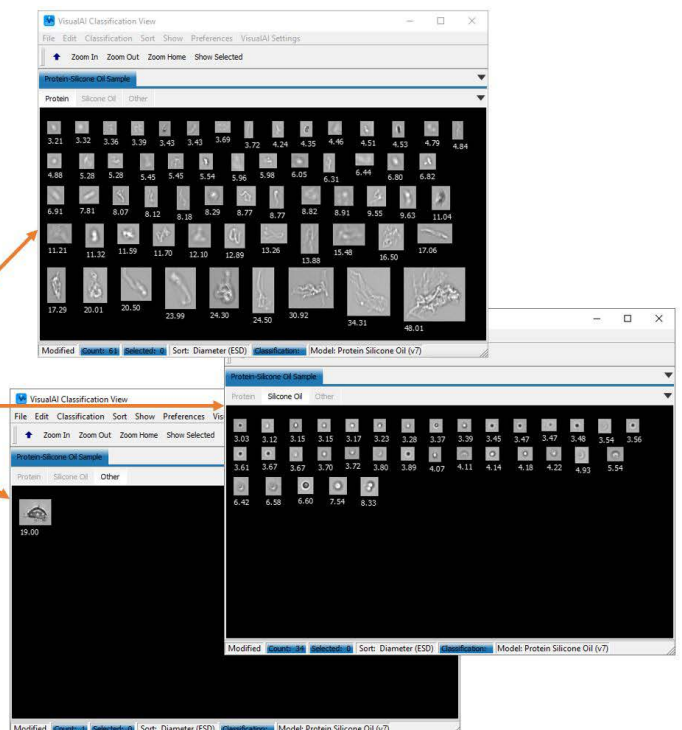 VisualAI Classification View
File Edit Classification Sort Show Preferences VisualAI Settings
Zoom In Zoom Out Zoom Home Show Selected
Protein-Silicone Oil Sample
Protein Silicone Oil Other
3.21 3.32 3.36 3.39 3.43 3.43 3.69 3.72 4.24 4.35 4.46 4.51 4.53 4.79 4.84
4.88 5.28 5.28 5.45 5.45 5.54 5.96 5.98 6.05 6.31 6.44 6.80 6.82
6.91 7.81 8.07 8.12 8.18 8.29 8.77 8.77 8.82 8.91 9.55 9.63 11.04
11.21 11.32 11.59 11.70 12.10 12.89 13.26 13.88 15.48 16.50 17.06
17.29 20.01 20.50 23.99 24.30 24.50 30.92 34.31 48.01
Modified Count: 61 Selected: 0 Sort: Diameter (ESD) Classification: Model: Protein Silicone Oil (v7)
Protein-Silicone Oil Sample
Protein Silicone Oil Other
3.03 3.12 3.15 3.15 3.17 3.23 3.28 3.37 3.39 3.45 3.47 3.47 3.48 3.54 3.56
3.61 3.67 3.67 3.70 3.72 3.80 3.89 4.07 4.11 4.14 4.18 4.22 4.93 5.54
6.42 6.58 6.60 7.54 8.33
Modified Count: 34 Selected: 0 Sort: Diameter (ESD) Classification: Model: Protein Silicone Oil (v7)
VisualAI Classification View
File Edit Classification Sort Show Preferences Vis
Zoom In Zoom Out Zoom Home Show Selected
Protein-Silicone Oil Sample
Protein Silicone Oil Other
19.00
Modified Count: 1 Selected: 0 Sort: Diameter (ESD) Classification: Model: Protein Silicone Oil (v7)